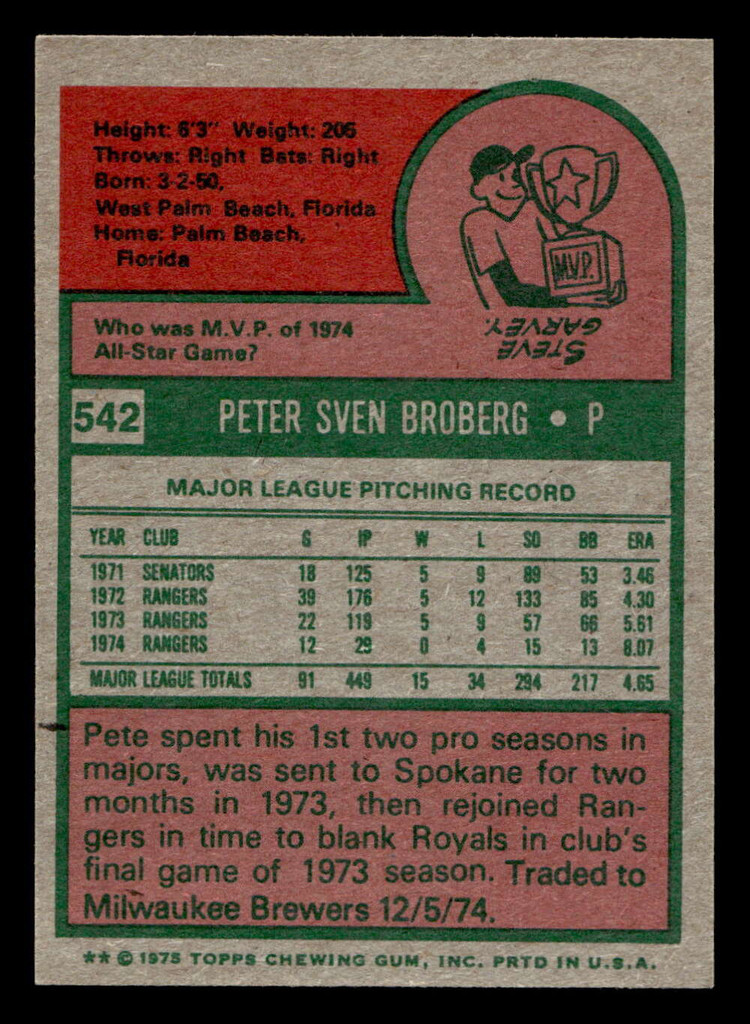 Height: 6'3" Weight: 205
Throws: Right Bats: Right
Born: 3-2-50,
West Palm Beach, Florida
Home: Palm Beach,
Florida
M.V.P.
Who was M.V.P. of 1974
All-Star Game?
STEVE
GARVEY.
542 PETER SVEN BROBERG • P
MAJOR LEAGUE PITCHING RECORD
YEAR CLUB G IP W L SO BB ERA
1971 SENATORS 18 125 5 9 89 53 3.46
1972 RANGERS 39 176 5 12 133 85 4.30
1973 RANGERS 22 119 5 9 57 66 5.61
1974 RANGERS 12 29 0 4 15 13 8.07
MAJOR LEAGUE TOTALS 91 449 15 34 294 217 4.65
Pete spent his 1st two pro seasons in
majors, was sent to Spokane for two
months in 1973, then rejoined Ran-
gers in time to blank Royals in club's
final game of 1973 season. Traded to
Milwaukee Brewers 12/5/74.
** © 1975 TOPPS CHEWING GUM, INC. PRTD IN U.S.A.